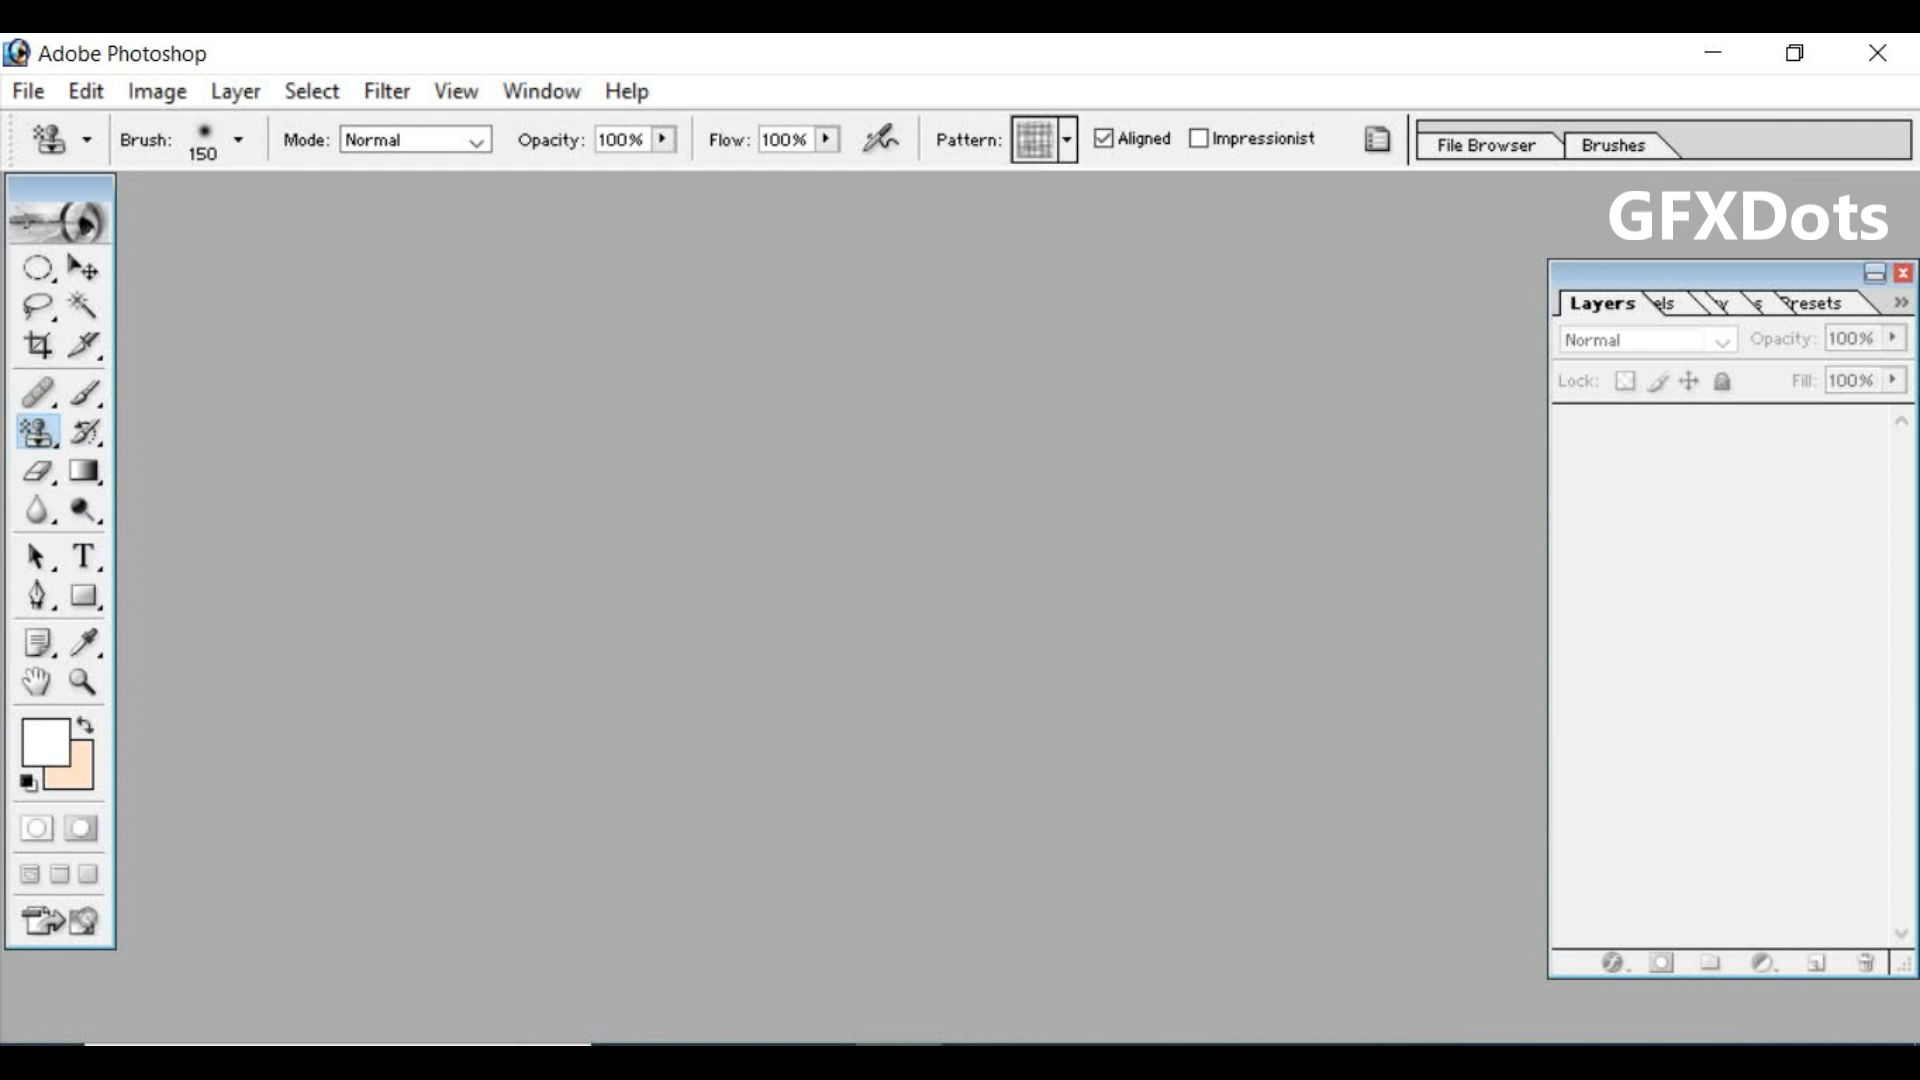 Adobe Photoshop
File Edit Image Layer Select Filter View Window Help
Brush: 150 Mode: Normal Opacity: 100% Flow: 100% Pattern: Aligned Impressionist File Browser Brushes
GFXDots
Layers els y s Presets
Normal Opacity: 100%
Lock: Fill: 100%
T